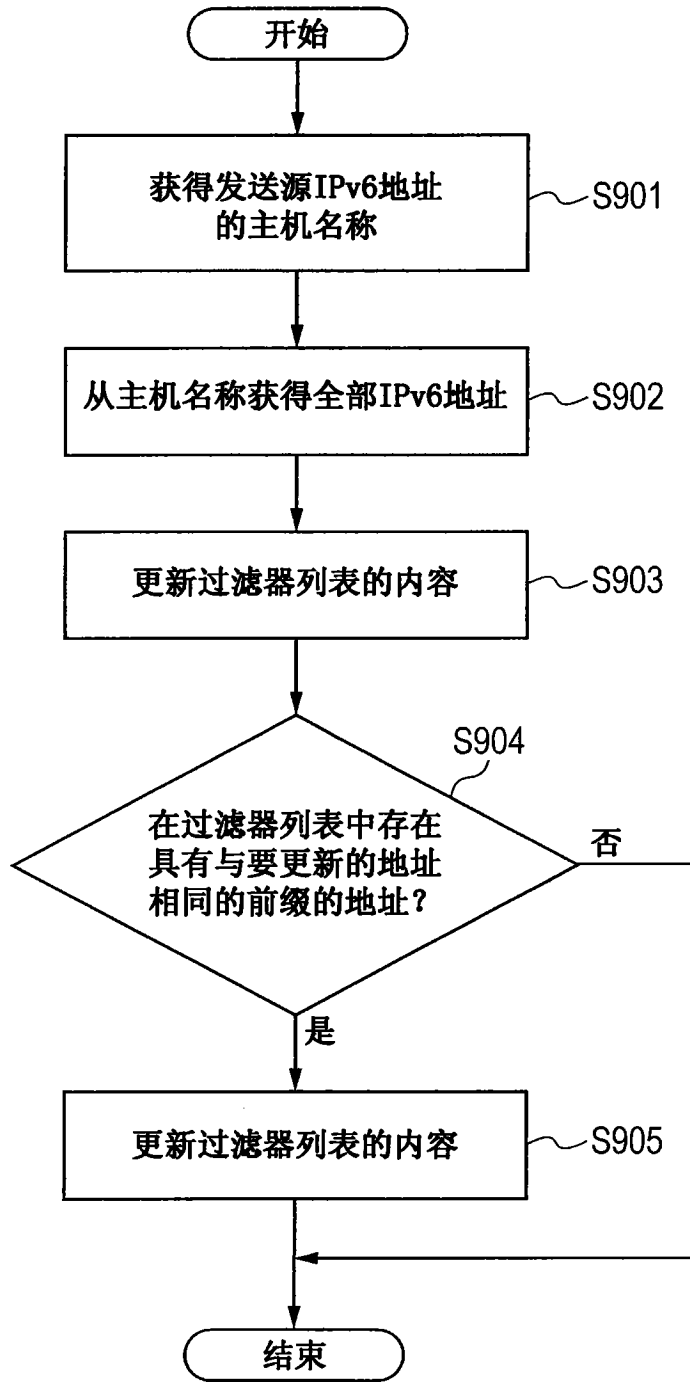 开始
获得发送源IPv6地址
的主机名称
S901
从主机名称获得全部IPv6地址
S902
更新过滤器列表的内容
S903
S904
在过滤器列表中存在
具有与要更新的地址
相同的前缀的地址？
否
是
更新过滤器列表的内容
S905
结束